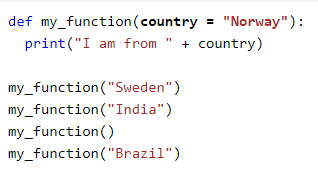 def my_function(country = "Norway"):
  print("I am from " + country)

my_function("Sweden")
my_function("India")
my_function()
my_function("Brazil")